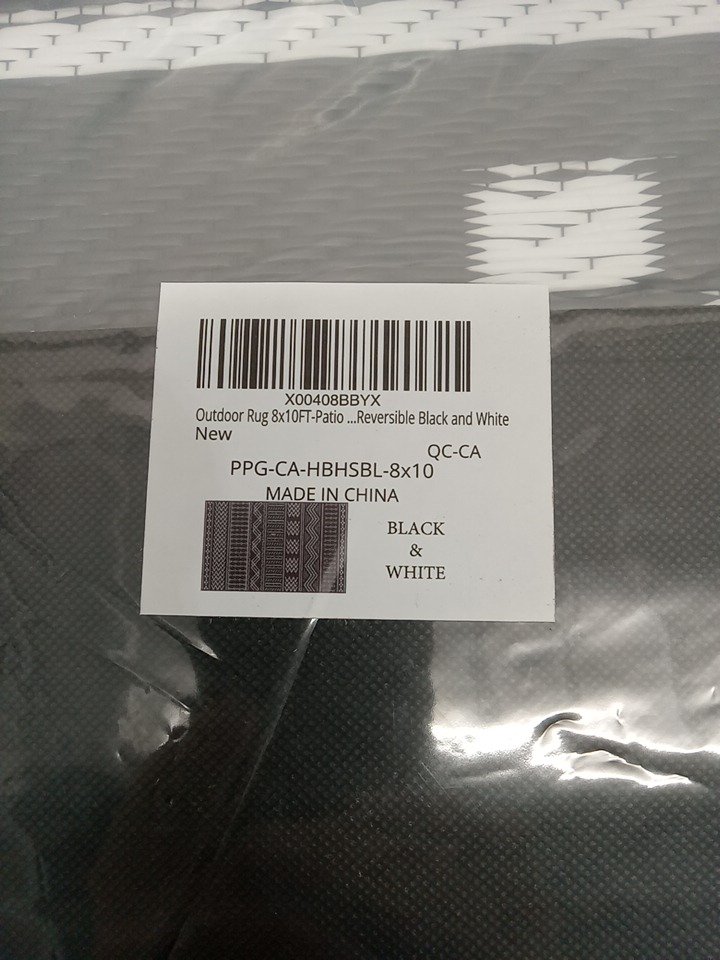 X00408BBYX
Outdoor Rug 8x10FT-Patio ...Reversible Black and White
New
QC-CA
PPG-CA-HBHSBL-8x10
MADE IN CHINA
BLACK
&
WHITE